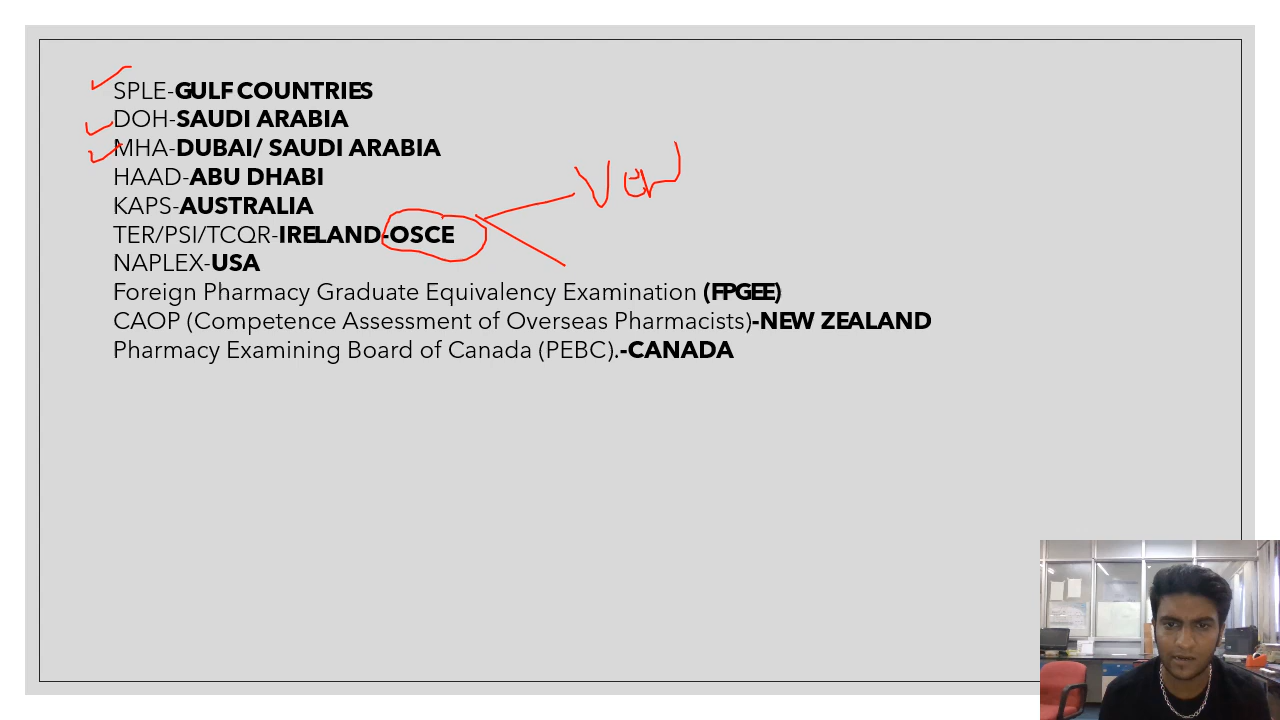 SPLE-GULF COUNTRIES
DOH-SAUDI ARABIA
MHA-DUBAI/ SAUDI ARABIA
HAAD-ABU DHABI
KAPS-AUSTRALIA
TER/PSI/TCQR-IRELAND-OSCE
NAPLEX-USA
Foreign Pharmacy Graduate Equivalency Examination (FPGEE)
CAOP (Competence Assessment of Overseas Pharmacists)-NEW ZEALAND
Pharmacy Examining Board of Canada (PEBC).-CANADA